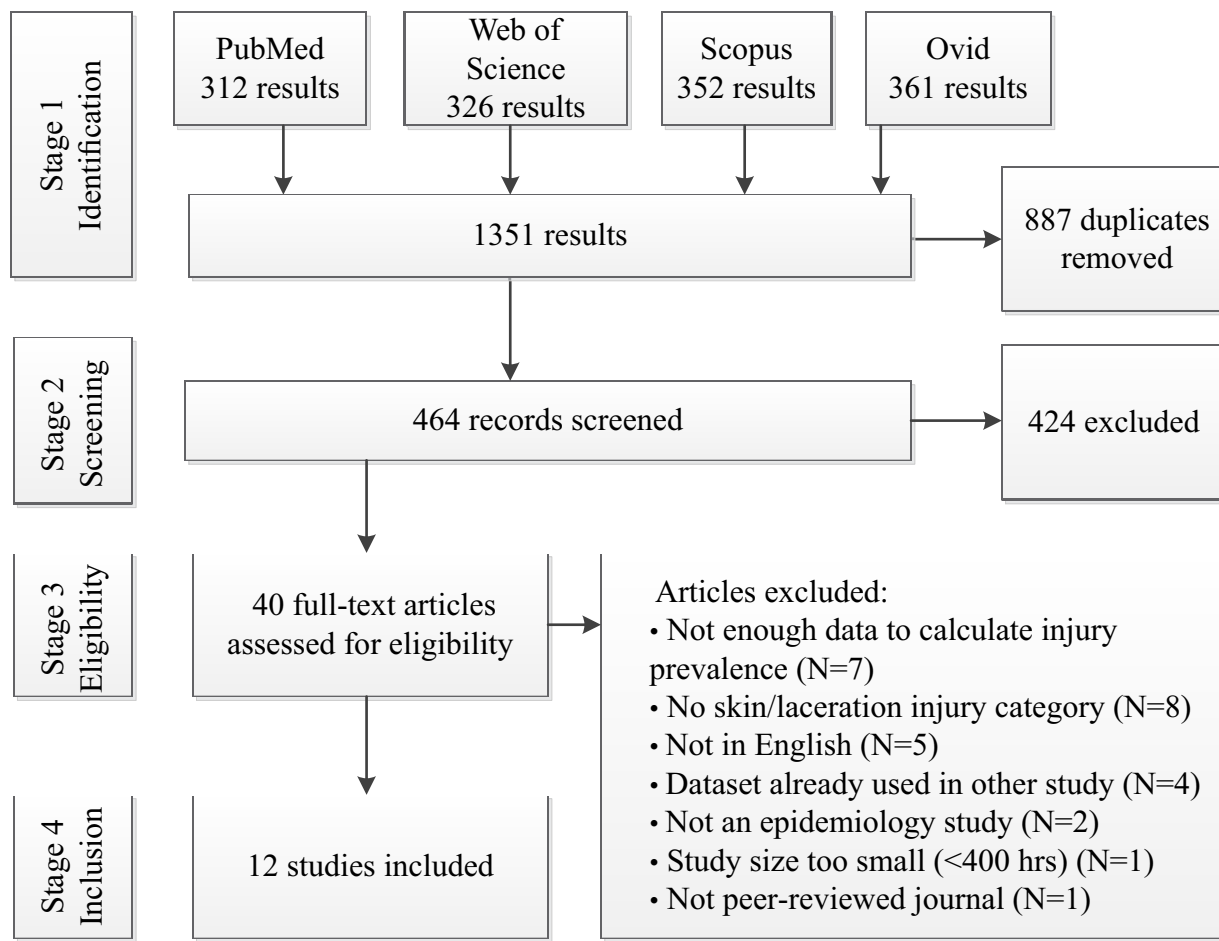 Stage 1
Identification
PubMed
312 results
Web of
Science
326 results
Scopus
352 results
Ovid
361 results
1351 results
887 duplicates
removed
Stage 2
Screening
464 records screened
424 excluded
Stage 3
Eligibility
40 full-text articles
assessed for eligibility
Articles excluded:
• Not enough data to calculate injury
prevalence (N=7)
• No skin/laceration injury category (N=8)
• Not in English (N=5)
• Dataset already used in other study (N=4)
• Not an epidemiology study (N=2)
• Study size too small (<400 hrs) (N=1)
• Not peer-reviewed journal (N=1)
Stage 4
Inclusion
12 studies included